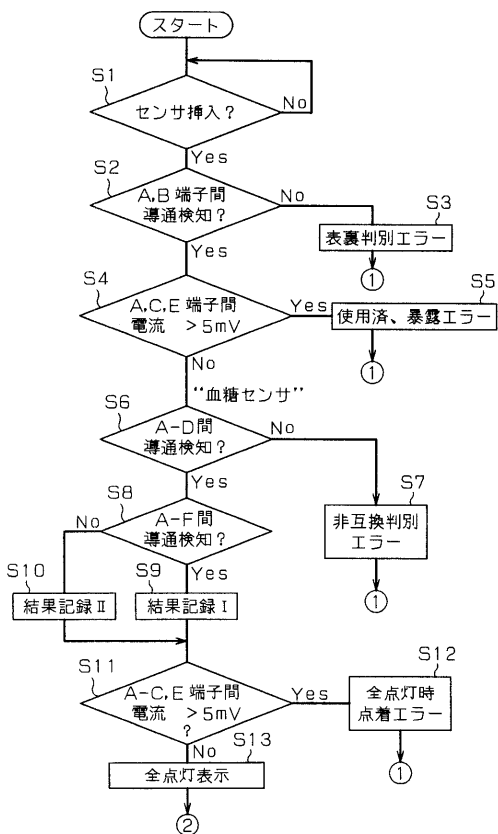 スタート
S1
センサ挿入?
No
Yes
S2
A,B端子間
導通検知?
No
S3
表裏判別エラー
①
Yes
S4
A,C,E端子間
電流 >5mV
Yes
S5
使用済、暴露エラー
①
No
“血糖センサ”
S6
A-D間
導通検知?
No
S7
非互換判別
エラー
①
Yes
S8
A-F間
導通検知?
No
Yes
S10
結果記録Ⅱ
S9
結果記録Ⅰ
S11
A-C,E端子間
電流 >5mV
?
Yes
S12
全点灯時
点着エラー
①
No
S13
全点灯表示
②